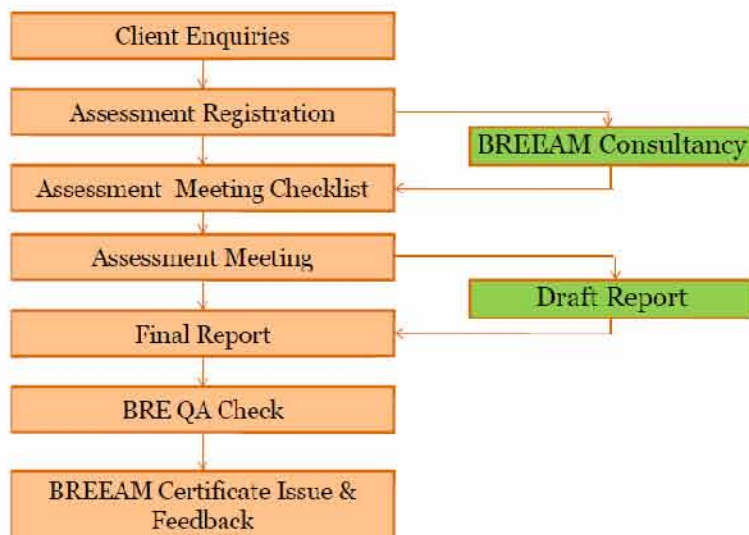 Client Enquiries
Assessment Registration
BREEAM Consultancy
Assessment Meeting Checklist
Assessment Meeting
Draft Report
Final Report
BRE QA Check
BREEAM Certificate Issue &
Feedback